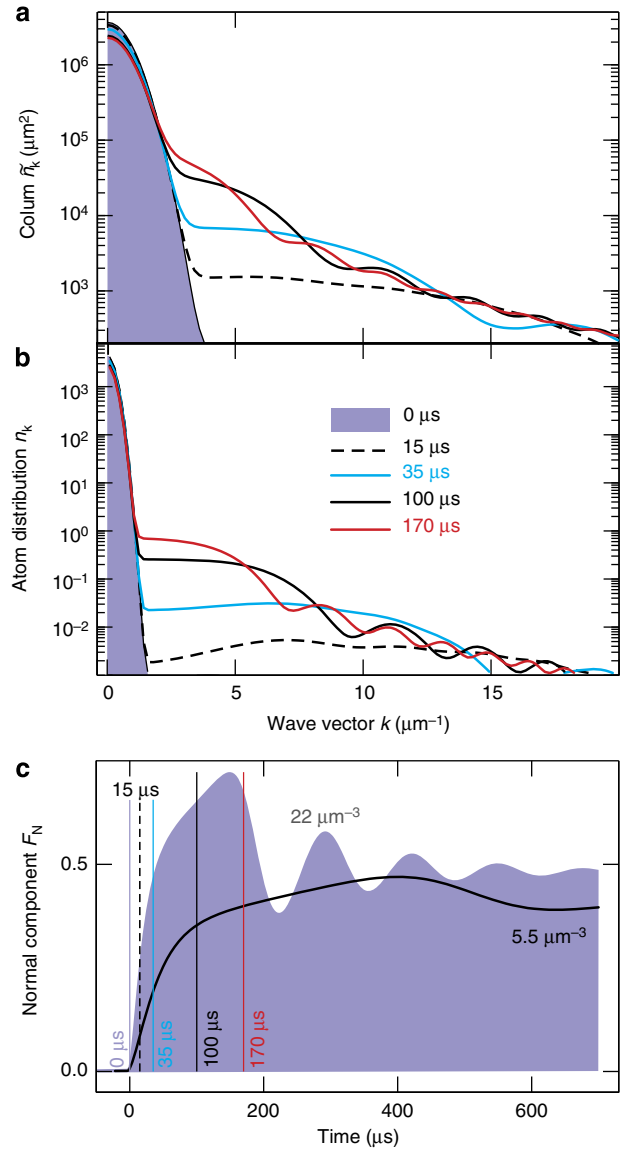 a
10⁶
10⁵
10⁴
10³
Colum ñₖ (μm²)
b
10³
10²
10¹
10⁰
10⁻¹
10⁻²
Atom distribution nₖ
0 μs
15 μs
35 μs
100 μs
170 μs
0 5 10 15
Wave vector k (μm⁻¹)
c
15 μs
22 μm⁻³
0.5
5.5 μm⁻³
0.0
Normal component F_N
0 μs
35 μs
100 μs
170 μs
0 200 400 600
Time (μs)